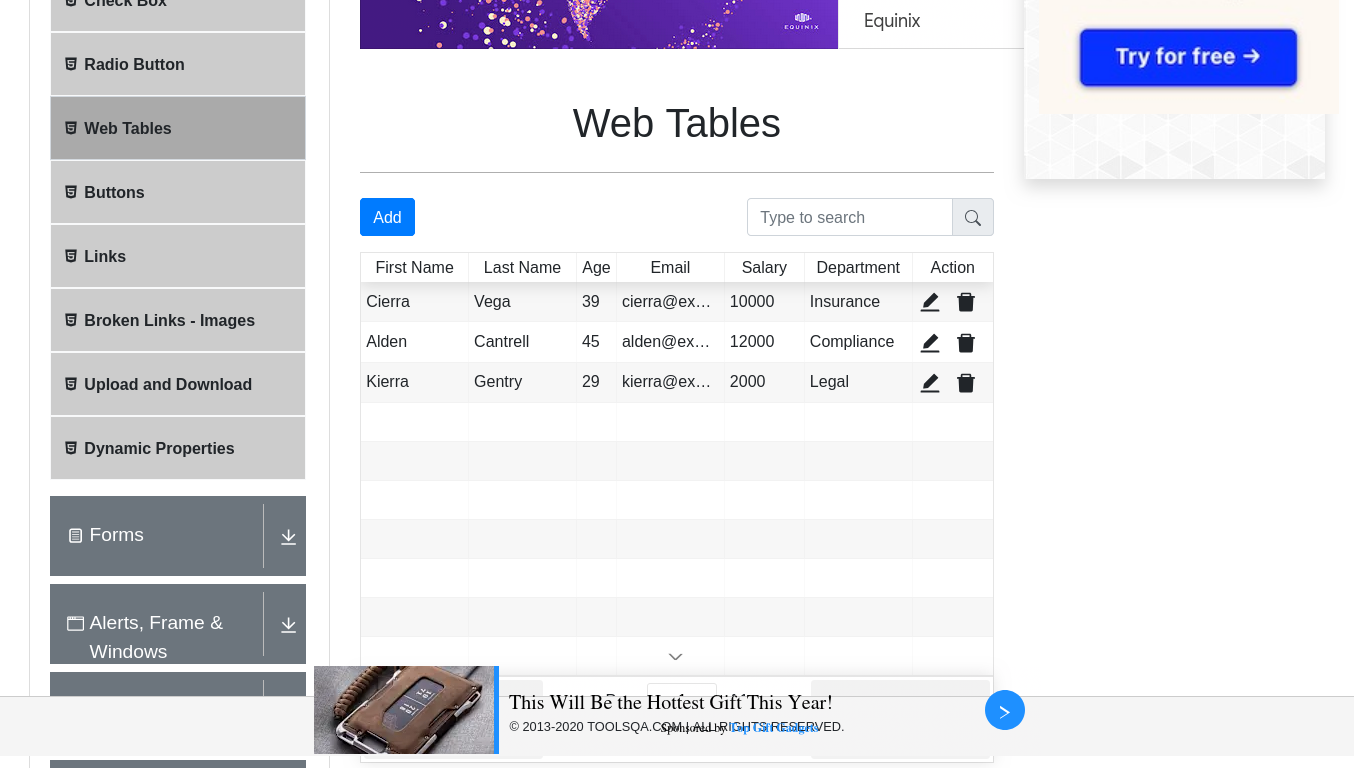 Check Box
Radio Button
Web Tables
Buttons
Links
Broken Links - Images
Upload and Download
Dynamic Properties
Forms
Alerts, Frame &
Windows
EQUINIX
Equinix
Try for free →
Web Tables
Add
Type to search
First Name Last Name Age Email Salary Department Action
Cierra Vega 39 cierra@ex… 10000 Insurance
Alden Cantrell 45 alden@ex… 12000 Compliance
Kierra Gentry 29 kierra@ex… 2000 Legal
This Will Be the Hottest Gift This Year!
© 2013-2020 TOOLSQA.COM | ALL RIGHTS RESERVED.
Sponsored by Top Gift Gadgets